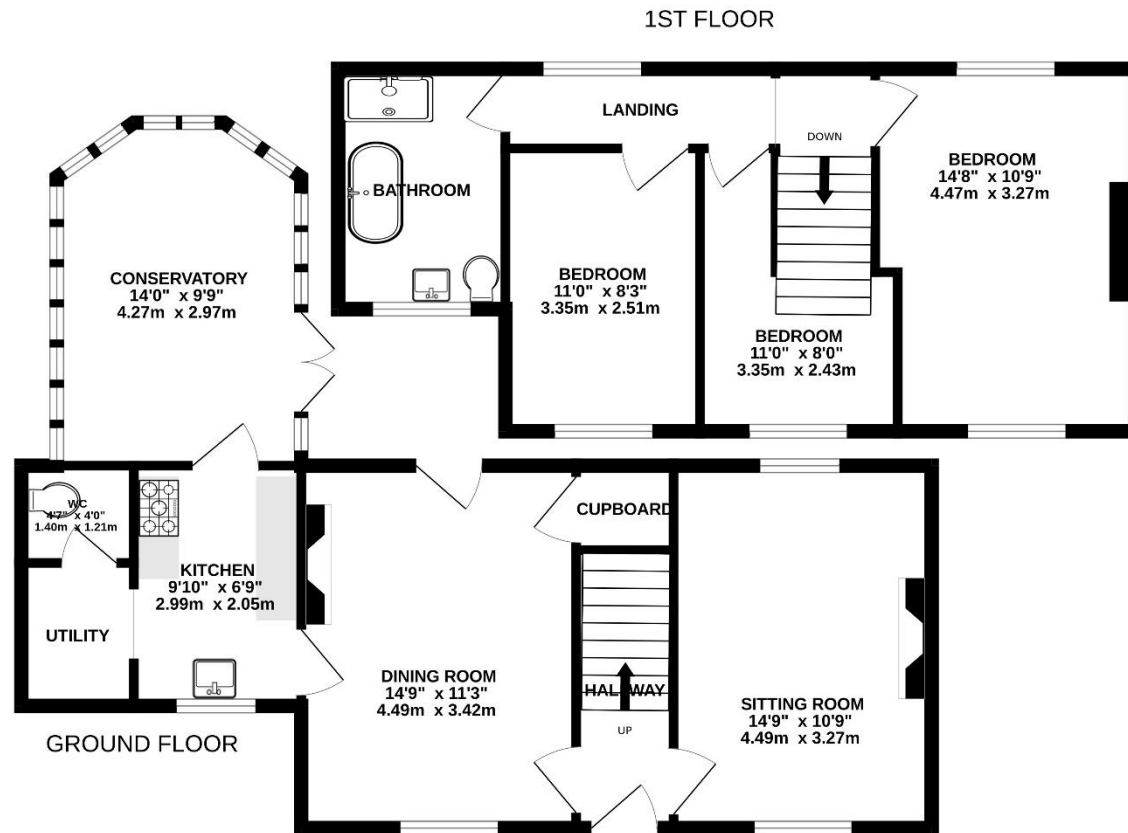 1ST FLOOR
LANDING
DOWN
BEDROOM
14'8" x 10'9"
4.47m x 3.27m
BATHROOM
BEDROOM
11'0" x 8'3"
3.35m x 2.51m
BEDROOM
11'0" x 8'0"
3.35m x 2.43m
CONSERVATORY
14'0" x 9'9"
4.27m x 2.97m
WC
4'7" x 4'0"
1.40m x 1.21m
KITCHEN
9'10" x 6'9"
2.99m x 2.05m
UTILITY
CUPBOARD
DINING ROOM
14'9" x 11'3"
4.49m x 3.42m
HALLWAY
UP
SITTING ROOM
14'9" x 10'9"
4.49m x 3.27m
GROUND FLOOR